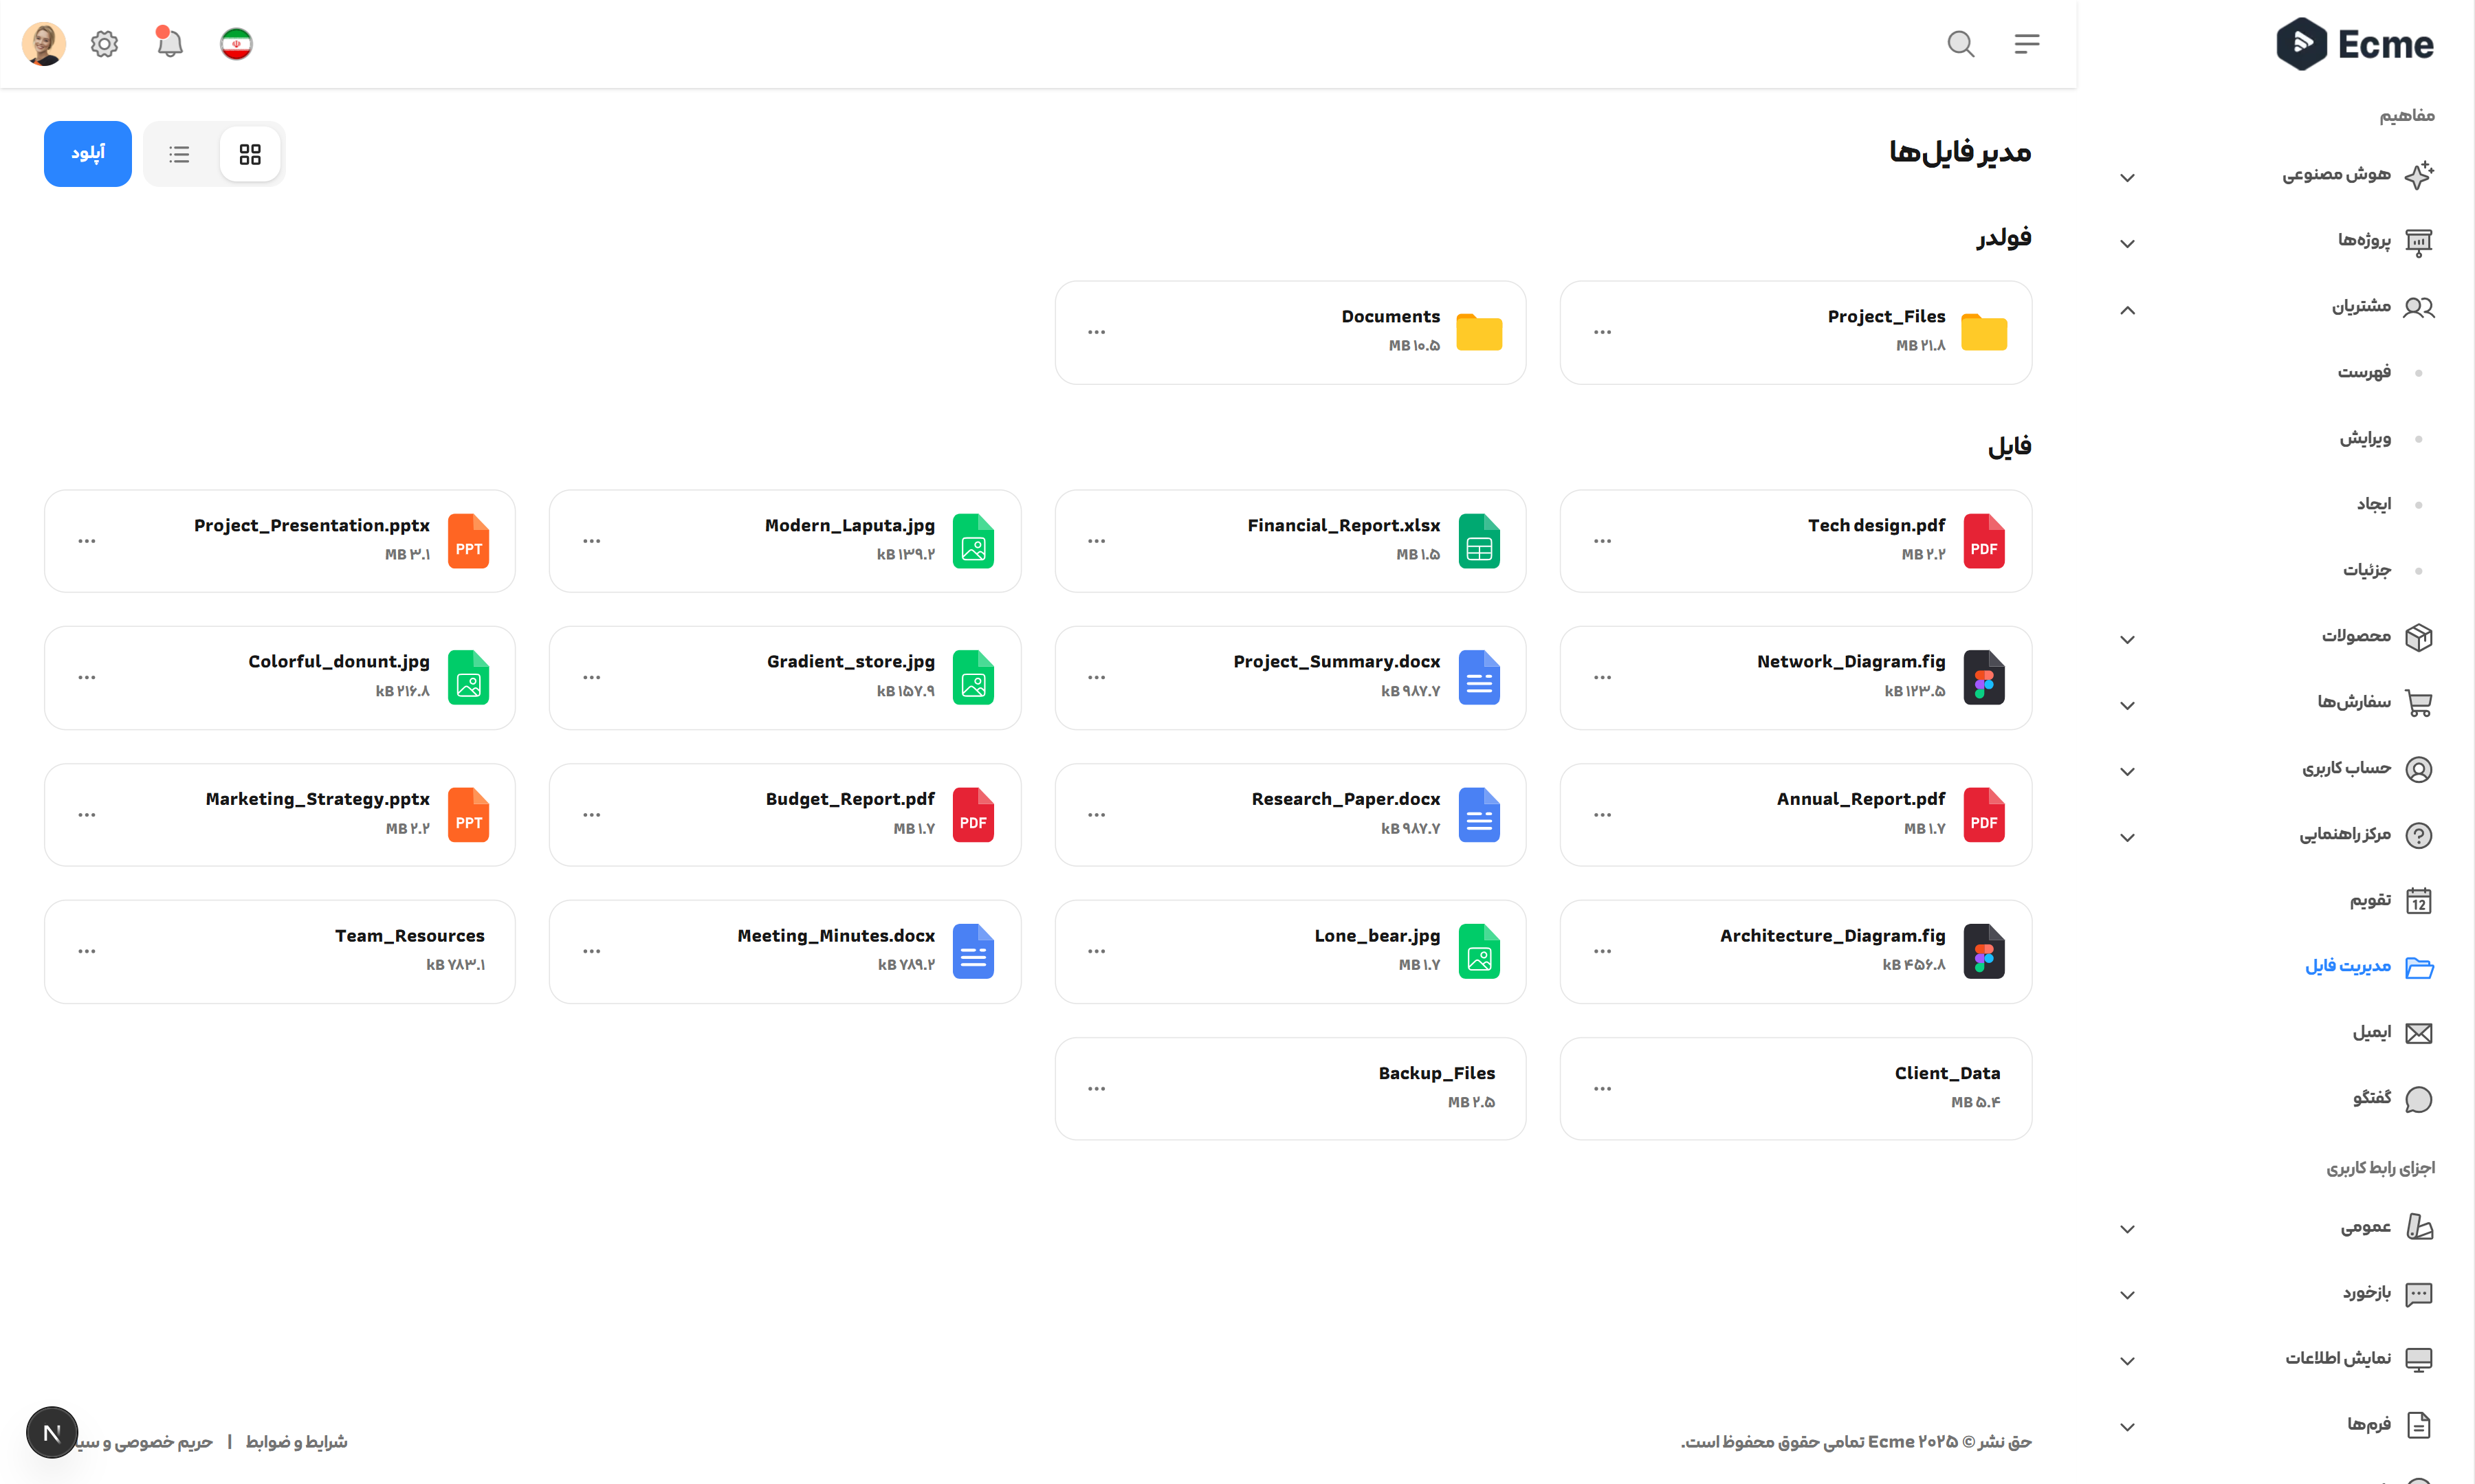 Ecme
مفاهیم
هوش مصنوعی
پروژه‌ها
مشتریان
فهرست
ویرایش
ایجاد
جزئیات
محصولات
سفارش‌ها
حساب کاربری
مرکز راهنمایی
12
تقویم
مدیریت فایل
ایمیل
گفتگو
اجزای رابط کاربری
عمومی
بازخورد
نمایش اطلاعات
فرم‌ها
مدیر فایل‌ها
آپلود
فولدر
Project_Files
۲۱.۸ MB
Documents
۱۰.۵ MB
فایل
PDF
Tech design.pdf
۲.۲ MB
Financial_Report.xlsx
۱.۵ MB
Modern_Laputa.jpg
۱۳۹.۲ kB
PPT
Project_Presentation.pptx
۳.۱ MB
Network_Diagram.fig
۱۲۳.۵ kB
Project_Summary.docx
۹۸۷.۷ kB
Gradient_store.jpg
۱۵۷.۹ kB
Colorful_donunt.jpg
۲۱۶.۸ kB
PDF
Annual_Report.pdf
۱.۷ MB
Research_Paper.docx
۹۸۷.۷ kB
PDF
Budget_Report.pdf
۱.۷ MB
PPT
Marketing_Strategy.pptx
۲.۲ MB
Architecture_Diagram.fig
۴۵۶.۸ kB
Lone_bear.jpg
۱.۷ MB
Meeting_Minutes.docx
۷۸۹.۲ kB
Team_Resources
۷۸۳.۱ kB
Client_Data
۵.۴ MB
Backup_Files
۲.۵ MB
حق نشر © ۲۰۲۵ Ecme تمامی حقوق محفوظ است.
شرایط و ضوابط | حریم خصوصی و
N